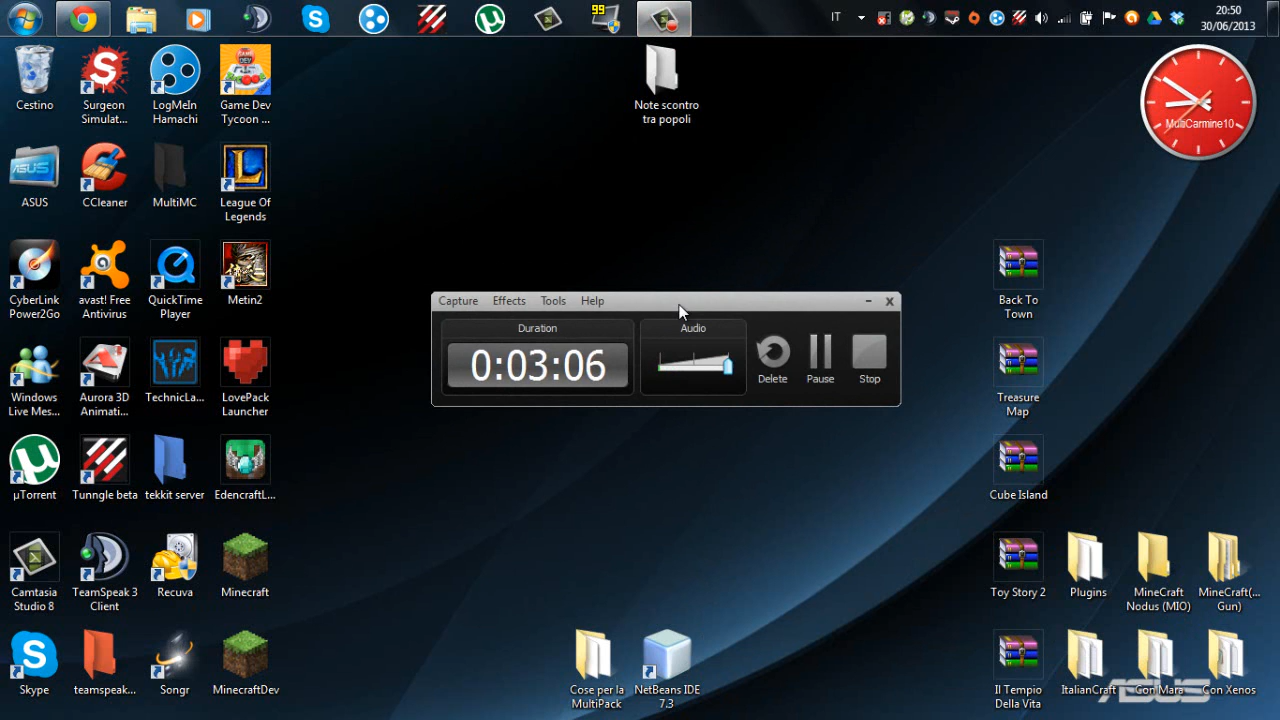 99
IT
20:50
30/06/2013
Cestino
Surgeon
Simulat...
LogMeIn
Hamachi
Game Dev
Tycoon ...
Note scontro
tra popoli
MultiCarmine10
ASUS
ASUS
CCleaner
MultiMC
League Of
Legends
CyberLink
Power2Go
avast! Free
Antivirus
QuickTime
Player
Metin2
Back To
Town
Capture Effects Tools Help
Duration
Audio
0:03:06
Delete
Pause
Stop
Windows
Live Mes...
Aurora 3D
Animati...
TechnicLa...
LovePack
Launcher
Treasure
Map
µTorrent
Tunngle beta
tekkit server
EdencraftL...
Cube Island
Camtasia
Studio 8
TeamSpeak 3
Client
Recuva
Minecraft
Toy Story 2
Plugins
MineCraft
Nodus (MIO)
MineCraft(...
Gun)
Skype
teamspeak...
Songr
MinecraftDev
Cose per la
MultiPack
NetBeans IDE
7.3
Il Tempio
Della Vita
ItalianCraft
Con Mara
Con Xenos
ASUS